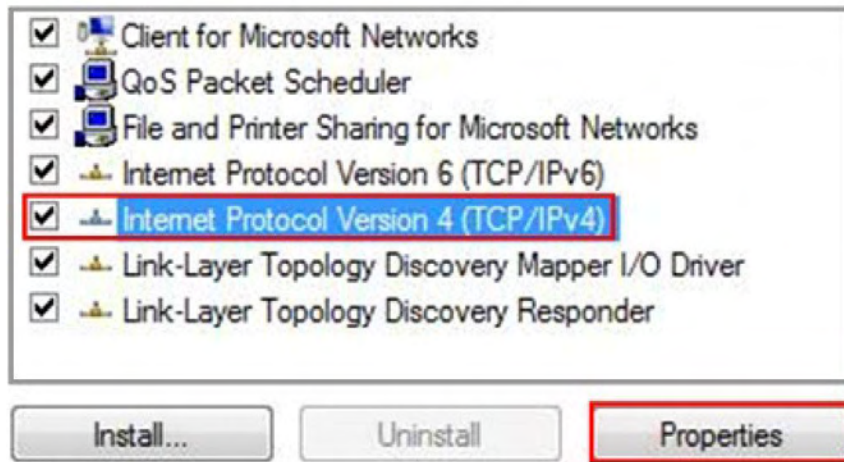 Client for Microsoft Networks
QoS Packet Scheduler
File and Printer Sharing for Microsoft Networks
Internet Protocol Version 6 (TCP/IPv6)
Internet Protocol Version 4 (TCP/IPv4)
Link-Layer Topology Discovery Mapper I/O Driver
Link-Layer Topology Discovery Responder
Install... Uninstall Properties